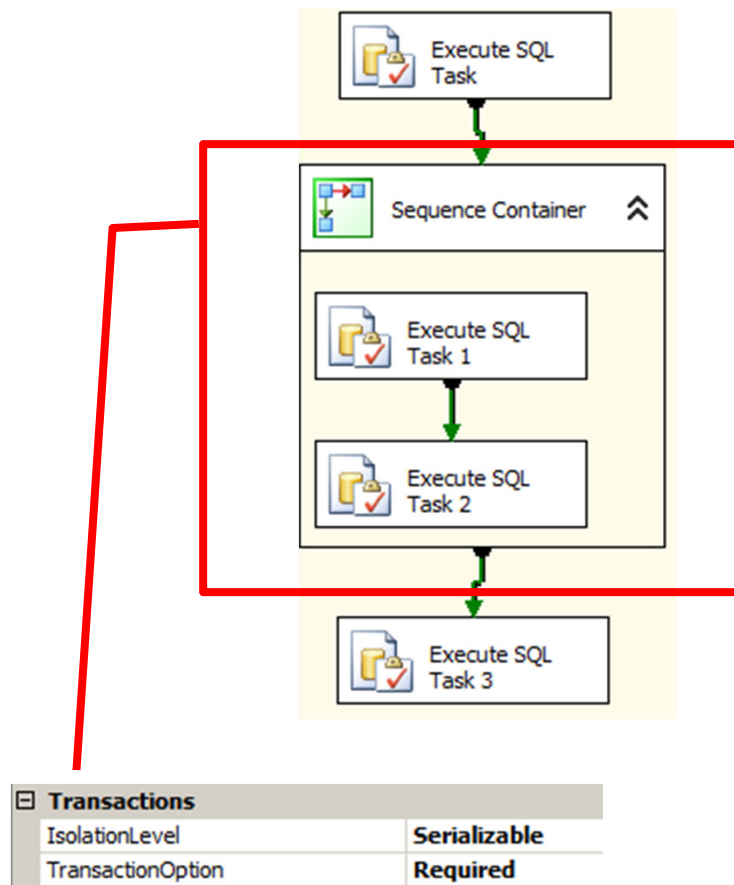 Execute SQL
Task
Sequence Container
Execute SQL
Task 1
Execute SQL
Task 2
Execute SQL
Task 3
Transactions
IsolationLevel Serializable
TransactionOption Required